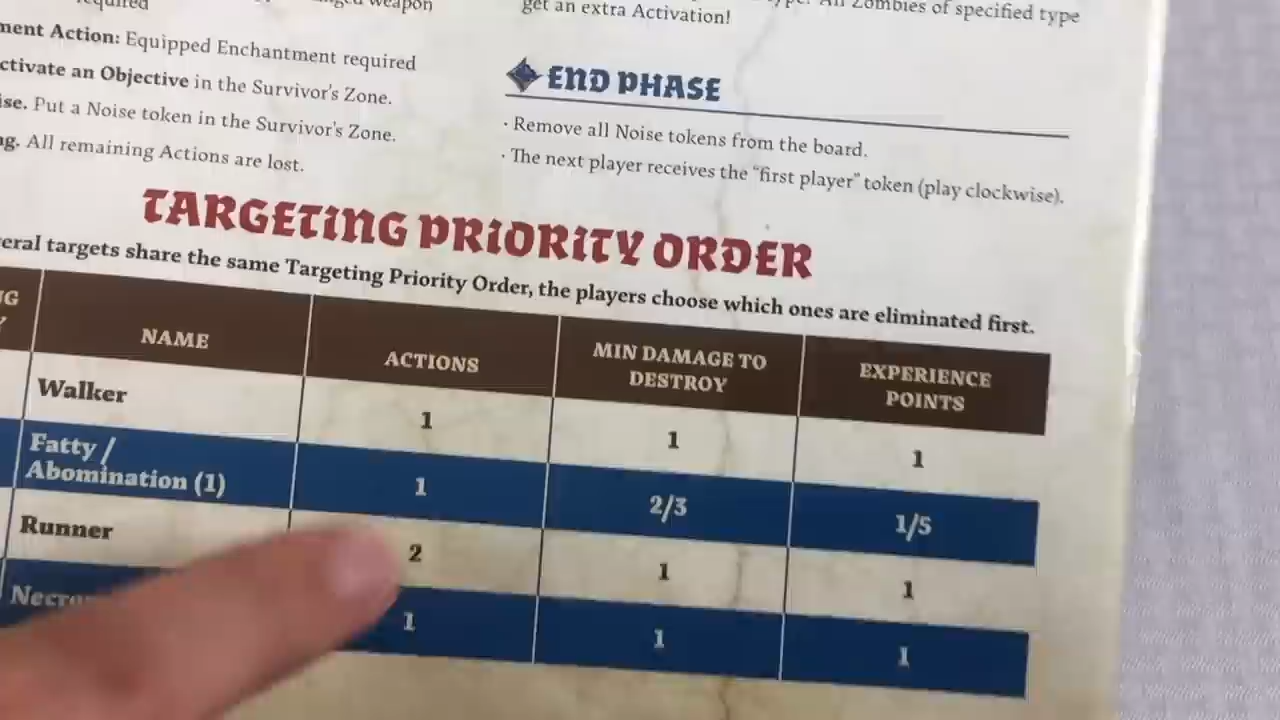 required
weapon
ment Action: Equipped Enchantment required
ctivate an Objective in the Survivor's Zone.
ise. Put a Noise token in the Survivor's Zone.
ng. All remaining Actions are lost.
All Zombies of specified type
get an extra Activation!
END PHASE
· Remove all Noise tokens from the board.
· The next player receives the “first player” token (play clockwise).
TARGETING PRIORITY ORDER
eral targets share the same Targeting Priority Order, the players choose which ones are eliminated first.
NAME ACTIONS MIN DAMAGE TO DESTROY EXPERIENCE POINTS
Walker 1 1 1
Fatty / Abomination (1) 1 2/3 1/5
Runner 2 1 1
Necro 1 1 1